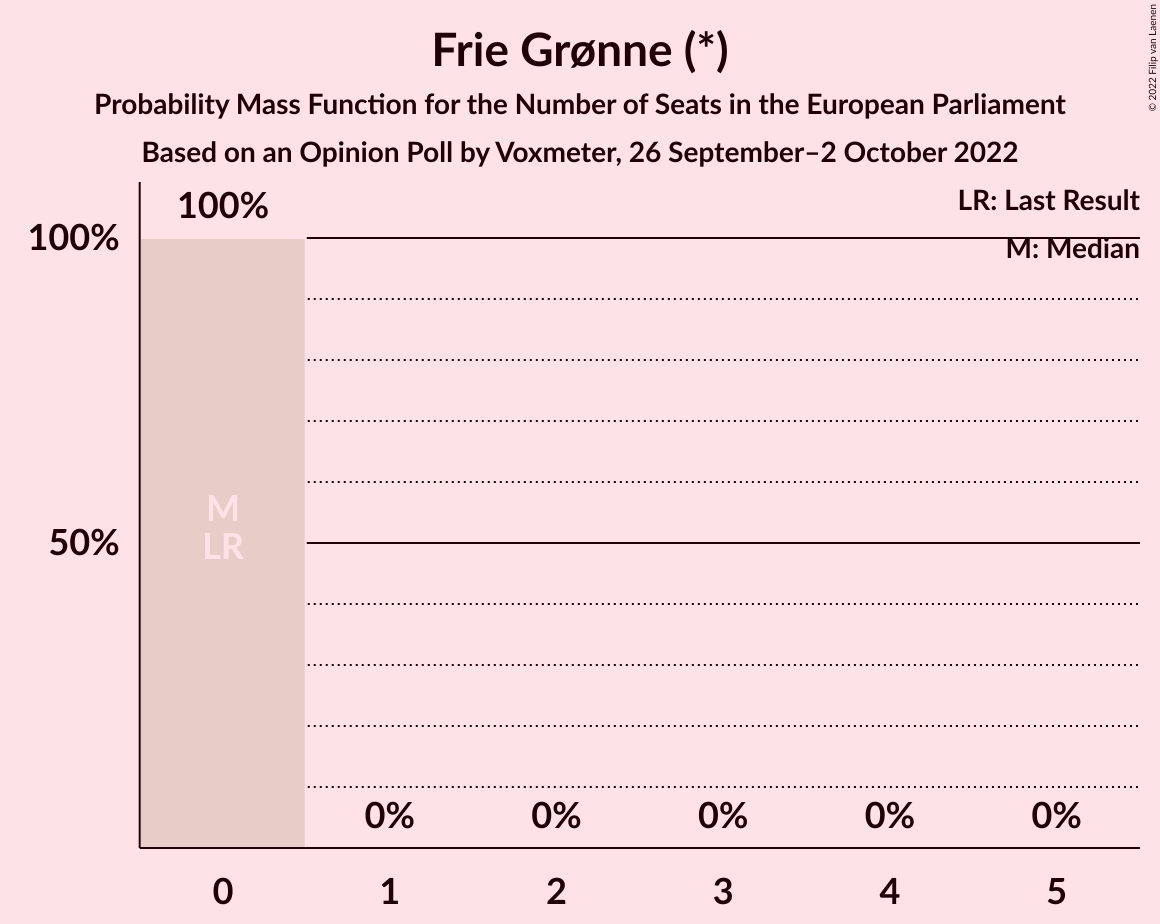 Frie Grønne (*)
Probability Mass Function for the Number of Seats in the European Parliament
Based on an Opinion Poll by Voxmeter, 26 September–2 October 2022
© 2022 Filip van Laenen
LR: Last Result
M: Median
100%
100%
50%
M
LR
0% 0% 0% 0% 0%
0 1 2 3 4 5